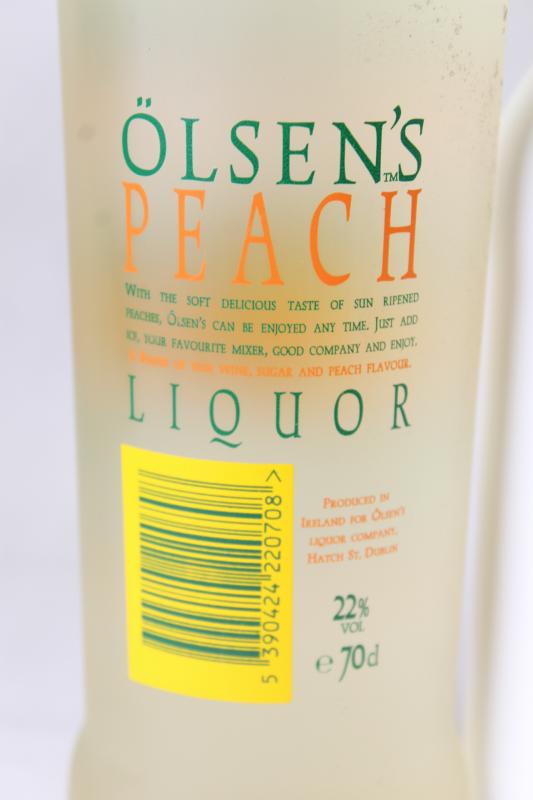 ÖLSEN'S™
PEACH
WITH THE SOFT DELICIOUS TASTE OF SUN RIPENED
PEACHES, ÖLSEN'S CAN BE ENJOYED ANY TIME. JUST ADD
ICE, YOUR FAVOURITE MIXER, GOOD COMPANY AND ENJOY.
OF WINE, SUGAR AND PEACH FLAVOUR.
LIQUOR
PRODUCED IN
IRELAND FOR ÖLSEN'S
LIQUOR COMPANY,
HATCH ST, DUBLIN
22%
VOL
℮ 70cl
5 390424 220708 >